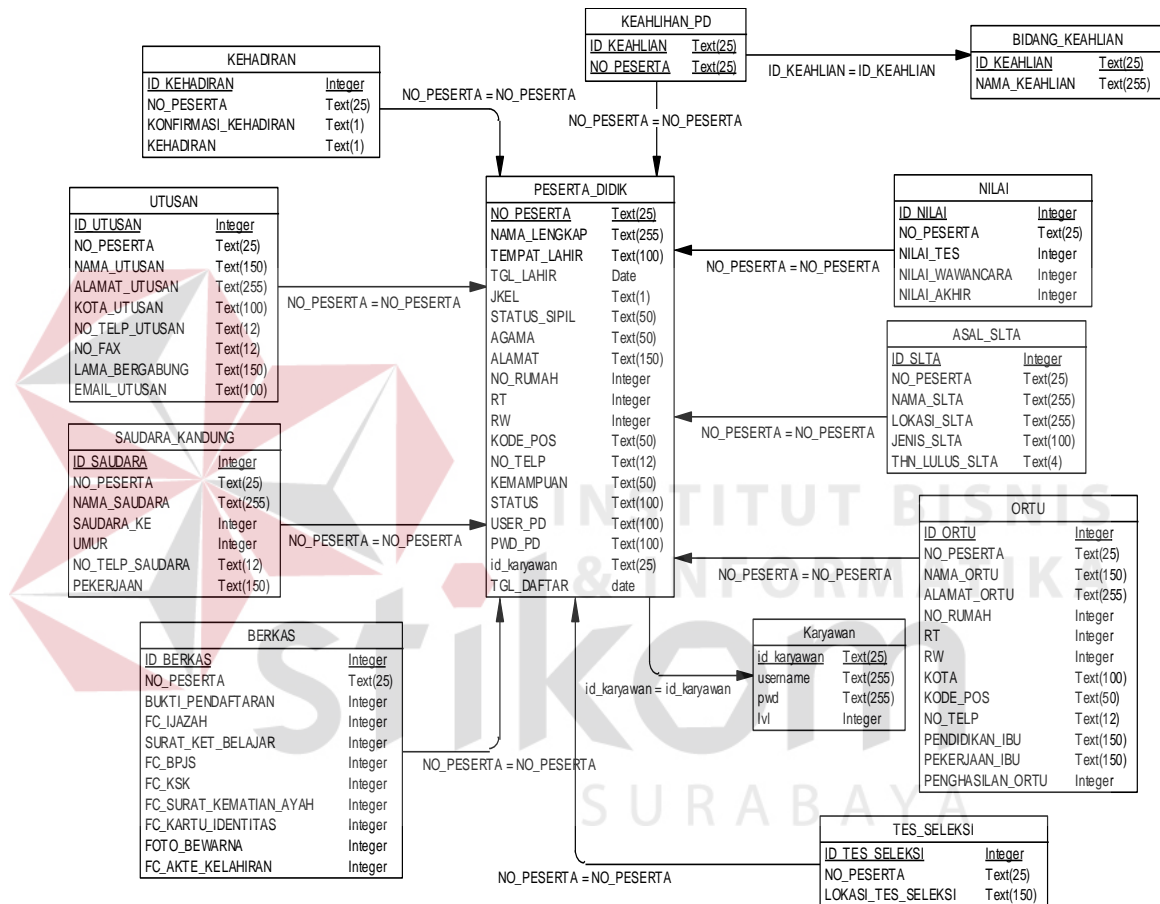 KEAHLIHAN_PD
ID_KEAHLIAN Text(25)
NO_PESERTA Text(25)
BIDANG_KEAHLIAN
ID_KEAHLIAN Text(25)
NAMA_KEAHLIAN Text(255)
ID_KEAHLIAN = ID_KEAHLIAN
KEHADIRAN
ID_KEHADIRAN Integer
NO_PESERTA Text(25)
KONFIRMASI_KEHADIRAN Text(1)
KEHADIRAN Text(1)
NO_PESERTA = NO_PESERTA
NO_PESERTA = NO_PESERTA
UTUSAN
ID_UTUSAN Integer
NO_PESERTA Text(25)
NAMA_UTUSAN Text(150)
ALAMAT_UTUSAN Text(255)
KOTA_UTUSAN Text(100)
NO_TELP_UTUSAN Text(12)
NO_FAX Text(12)
LAMA_BERGABUNG Text(150)
EMAIL_UTUSAN Text(100)
NO_PESERTA = NO_PESERTA
PESERTA_DIDIK
NO_PESERTA Text(25)
NAMA_LENGKAP Text(255)
TEMPAT_LAHIR Text(100)
TGL_LAHIR Date
JKEL Text(1)
STATUS_SIPIL Text(50)
AGAMA Text(50)
ALAMAT Text(150)
NO_RUMAH Integer
RT Integer
RW Integer
KODE_POS Text(50)
NO_TELP Text(12)
KEMAMPUAN Text(50)
STATUS Text(100)
USER_PD Text(100)
PWD_PD Text(100)
id_karyawan Text(25)
TGL_DAFTAR date
NILAI
ID_NILAI Integer
NO_PESERTA Text(25)
NILAI_TES Integer
NILAI_WAWANCARA Integer
NILAI_AKHIR Integer
NO_PESERTA = NO_PESERTA
ASAL_SLTA
ID_SLTA Integer
NO_PESERTA Text(25)
NAMA_SLTA Text(255)
LOKASI_SLTA Text(255)
JENIS_SLTA Text(100)
THN_LULUS_SLTA Text(4)
NO_PESERTA = NO_PESERTA
SAUDARA_KANDUNG
ID_SAUDARA Integer
NO_PESERTA Text(25)
NAMA_SAUDARA Text(255)
SAUDARA_KE Integer
UMUR Integer
NO_TELP_SAUDARA Text(12)
PEKERJAAN Text(150)
NO_PESERTA = NO_PESERTA
INSTITUT BISNIS
& INFORMATIKA
stikom
SURABAYA
ORTU
ID_ORTU Integer
NO_PESERTA Text(25)
NAMA_ORTU Text(150)
ALAMAT_ORTU Text(255)
NO_RUMAH Integer
RT Integer
RW Integer
KOTA Text(100)
KODE_POS Text(50)
NO_TELP Text(12)
PENDIDIKAN_IBU Text(150)
PEKERJAAN_IBU Text(150)
PENGHASILAN_ORTU Integer
NO_PESERTA = NO_PESERTA
BERKAS
ID_BERKAS Integer
NO_PESERTA Text(25)
BUKTI_PENDAFTARAN Integer
FC_IJAZAH Integer
SURAT_KET_BELAJAR Integer
FC_BPJS Integer
FC_KSK Integer
FC_SURAT_KEMATIAN_AYAH Integer
FC_KARTU_IDENTITAS Integer
FOTO_BEWARNA Integer
FC_AKTE_KELAHIRAN Integer
NO_PESERTA = NO_PESERTA
Karyawan
id_karyawan Text(25)
username Text(255)
pwd Text(255)
lvl Integer
id_karyawan = id_karyawan
TES_SELEKSI
ID_TES_SELEKSI Integer
NO_PESERTA Text(25)
LOKASI_TES_SELEKSI Text(150)
NO_PESERTA = NO_PESERTA